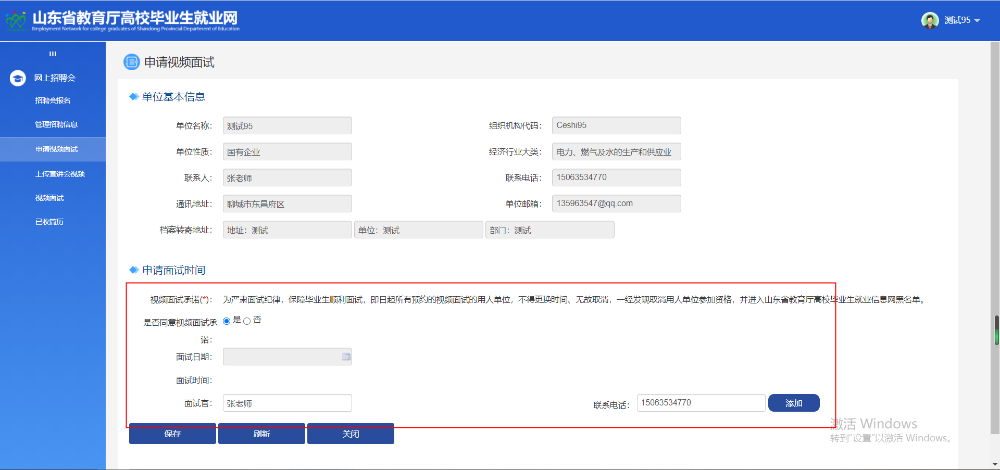 山东省教育厅高校毕业生就业网
Employment Network for college graduates of Shandong Provincial Department of Education
测试95
网上招聘会
招聘会报名
管理招聘信息
申请视频面试
上传宣讲会视频
视频面试
已收简历
申请视频面试
单位基本信息
单位名称： 测试95 组织机构代码： Ceshi95
单位性质： 国有企业 经济行业大类： 电力、燃气及水的生产和供应业
联系人： 张老师 联系电话： 15063534770
通讯地址： 聊城市东昌府区 单位邮箱： 135963547@qq.com
档案转寄地址： 地址：测试 单位：测试 部门：测试
申请面试时间
视频面试承诺(*)： 为严肃面试纪律，保障毕业生顺利面试，即日起所有预约的视频面试的用人单位，不得更换时间、无故取消，一经发现取消用人单位参加资格，并进入山东省教育厅高校毕业生就业信息网黑名单。
是否同意视频面试承 是 否
诺：
面试日期：
面试时间：
面试官： 张老师 联系电话： 15063534770 添加
保存 刷新 关闭
激活 Windows
转到"设置"以激活 Windows。